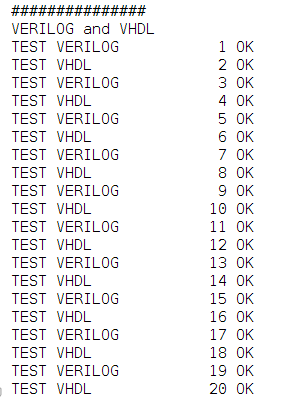 ###############
VERILOG and VHDL
TEST VERILOG 1 OK
TEST VHDL 2 OK
TEST VERILOG 3 OK
TEST VHDL 4 OK
TEST VERILOG 5 OK
TEST VHDL 6 OK
TEST VERILOG 7 OK
TEST VHDL 8 OK
TEST VERILOG 9 OK
TEST VHDL 10 OK
TEST VERILOG 11 OK
TEST VHDL 12 OK
TEST VERILOG 13 OK
TEST VHDL 14 OK
TEST VERILOG 15 OK
TEST VHDL 16 OK
TEST VERILOG 17 OK
TEST VHDL 18 OK
TEST VERILOG 19 OK
TEST VHDL 20 OK